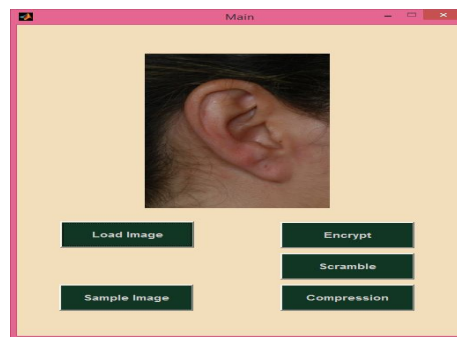 Main
Load Image
Encrypt
Scramble
Sample Image
Compression